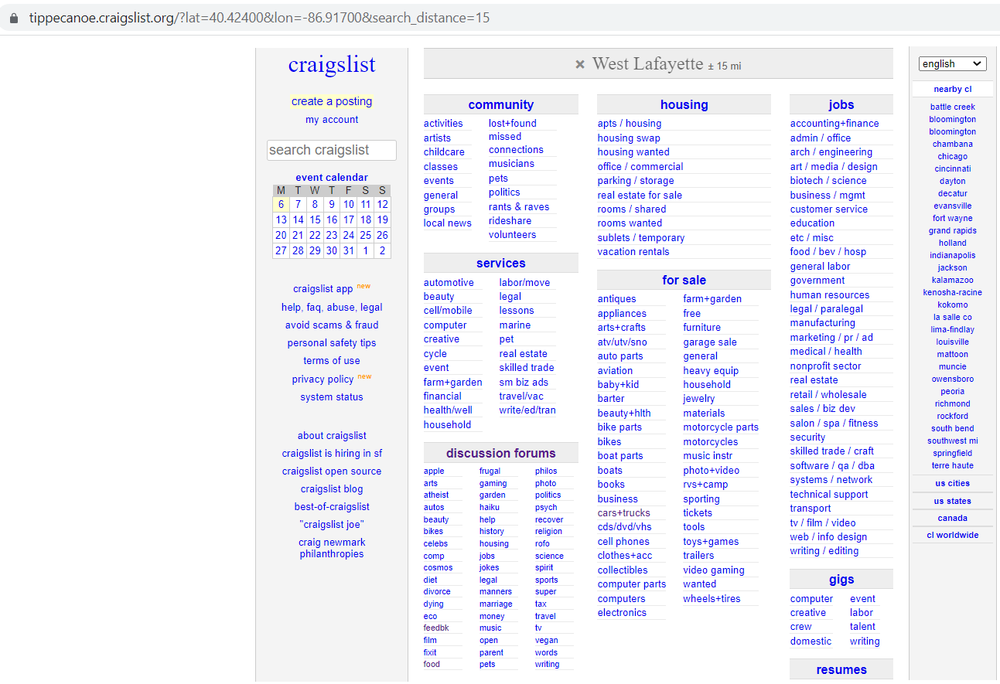 tippecanoe.craigslist.org/?lat=40.42400&lon=-86.91700&search_distance=15
craigslist
create a posting
my account
search craigslist
event calendar
M T W T F S S
6 7 8 9 10 11 12
13 14 15 16 17 18 19
20 21 22 23 24 25 26
27 28 29 30 31 1 2
craigslist app new
help, faq, abuse, legal
avoid scams & fraud
personal safety tips
terms of use
privacy policy new
system status
about craigslist
craigslist is hiring in sf
craigslist open source
craigslist blog
best-of-craigslist
"craigslist joe"
craig newmark
philanthropies
× West Lafayette ± 15 mi
community
activities
artists
childcare
classes
events
general
groups
local news
lost+found
missed
connections
musicians
pets
politics
rants & raves
rideshare
volunteers
services
automotive
beauty
cell/mobile
computer
creative
cycle
event
farm+garden
financial
health/well
household
labor/move
legal
lessons
marine
pet
real estate
skilled trade
sm biz ads
travel/vac
write/ed/tran
discussion forums
apple
arts
atheist
autos
beauty
bikes
celebs
comp
cosmos
diet
divorce
dying
eco
feedbk
film
fixit
food
frugal
gaming
garden
haiku
help
history
housing
jobs
jokes
legal
manners
marriage
money
music
open
parent
pets
philos
photo
politics
psych
recover
religion
rofo
science
spirit
sports
super
tax
travel
tv
vegan
words
writing
housing
apts / housing
housing swap
housing wanted
office / commercial
parking / storage
real estate for sale
rooms / shared
rooms wanted
sublets / temporary
vacation rentals
for sale
antiques
appliances
arts+crafts
atv/utv/sno
auto parts
aviation
baby+kid
barter
beauty+hlth
bike parts
bikes
boat parts
boats
books
business
cars+trucks
cds/dvd/vhs
cell phones
clothes+acc
collectibles
computer parts
computers
electronics
farm+garden
free
furniture
garage sale
general
heavy equip
household
jewelry
materials
motorcycle parts
motorcycles
music instr
photo+video
rvs+camp
sporting
tickets
tools
toys+games
trailers
video gaming
wanted
wheels+tires
jobs
accounting+finance
admin / office
arch / engineering
art / media / design
biotech / science
business / mgmt
customer service
education
etc / misc
food / bev / hosp
general labor
government
human resources
legal / paralegal
manufacturing
marketing / pr / ad
medical / health
nonprofit sector
real estate
retail / wholesale
sales / biz dev
salon / spa / fitness
security
skilled trade / craft
software / qa / dba
systems / network
technical support
transport
tv / film / video
web / info design
writing / editing
gigs
computer
creative
crew
domestic
event
labor
talent
writing
resumes
english
nearby cl
battle creek
bloomington
bloomington
chambana
chicago
cincinnati
dayton
decatur
evansville
fort wayne
grand rapids
holland
indianapolis
jackson
kalamazoo
kenosha-racine
kokomo
la salle co
lima-findlay
louisville
mattoon
muncie
owensboro
peoria
richmond
rockford
south bend
southwest mi
springfield
terre haute
us cities
us states
canada
cl worldwide